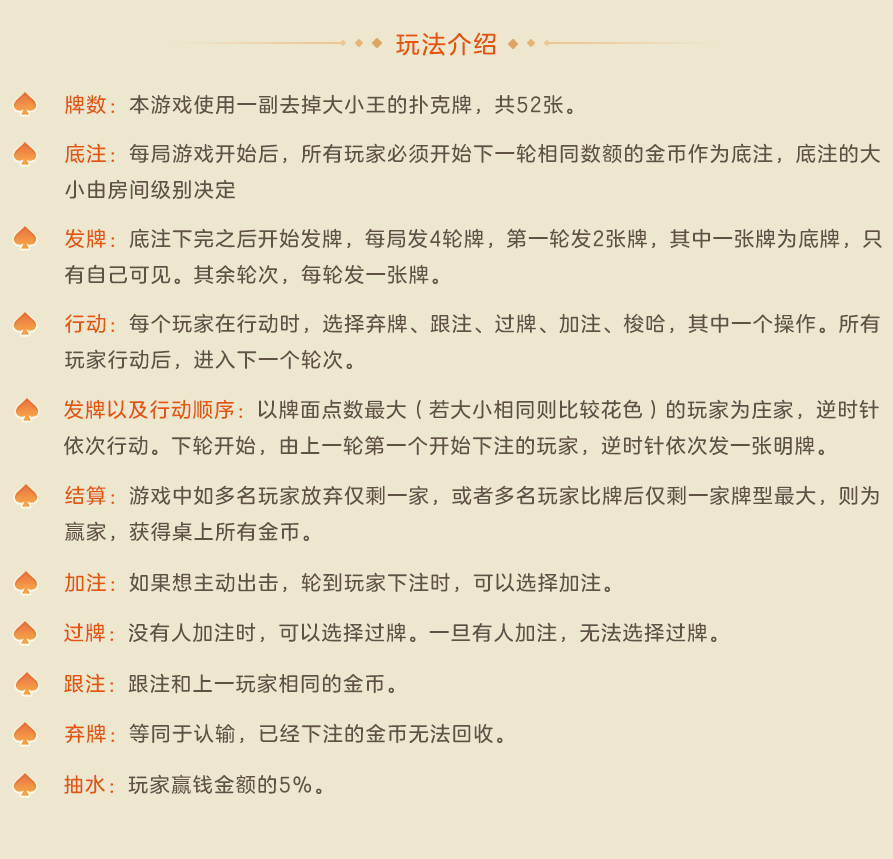 玩法介绍
牌数：本游戏使用一副去掉大小王的扑克牌，共52张。
底注：每局游戏开始后，所有玩家必须开始下一轮相同数额的金币作为底注，底注的大
小由房间级别决定
发牌：底注下完之后开始发牌，每局发4轮牌，第一轮发2张牌，其中一张牌为底牌，只
有自己可见。其余轮次，每轮发一张牌。
行动：每个玩家在行动时，选择弃牌、跟注、过牌、加注、梭哈，其中一个操作。所有
玩家行动后，进入下一个轮次。
发牌以及行动顺序：以牌面点数最大（若大小相同则比较花色）的玩家为庄家，逆时针
依次行动。下轮开始，由上一轮第一个开始下注的玩家，逆时针依次发一张明牌。
结算：游戏中如多名玩家放弃仅剩一家，或者多名玩家比牌后仅剩一家牌型最大，则为
赢家，获得桌上所有金币。
加注：如果想主动出击，轮到玩家下注时，可以选择加注。
过牌：没有人加注时，可以选择过牌。一旦有人加注，无法选择过牌。
跟注：跟注和上一玩家相同的金币。
弃牌：等同于认输，已经下注的金币无法回收。
抽水：玩家赢钱金额的5%。